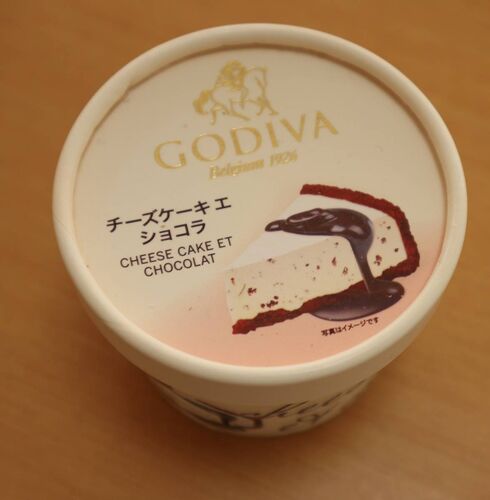 GODIVA
Belgium 1926
チーズケーキ エ
ショコラ
CHEESE CAKE ET
CHOCOLAT
写真はイメージです